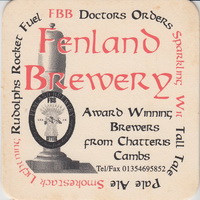 FBB Doctors Orders
Sparkling Wit
Tall Tale
Pale Ale
Smokestack Lightning
Rudolphs Rocket Fuel
Fenland
Brewery
Award Winning
Brewers
from Chatteris
Cambs
Tel/Fax 01354695852
FBB